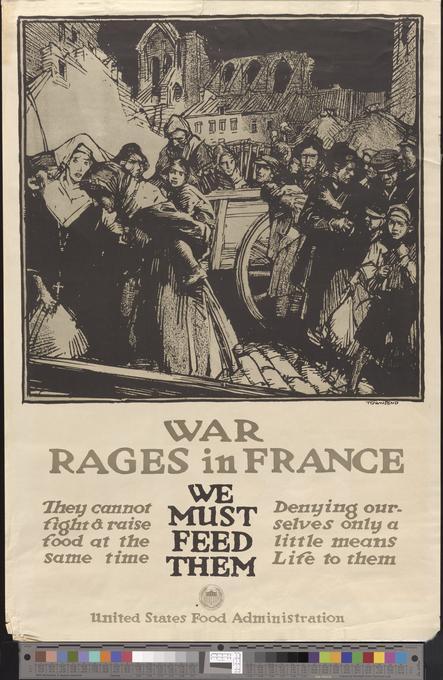 TOWNSEND
WAR
RAGES in FRANCE
They cannot
fight & raise
food at the
same time
WE
MUST
FEED
THEM
Denying our-
selves only a
little means
Life to them
United States Food Administration